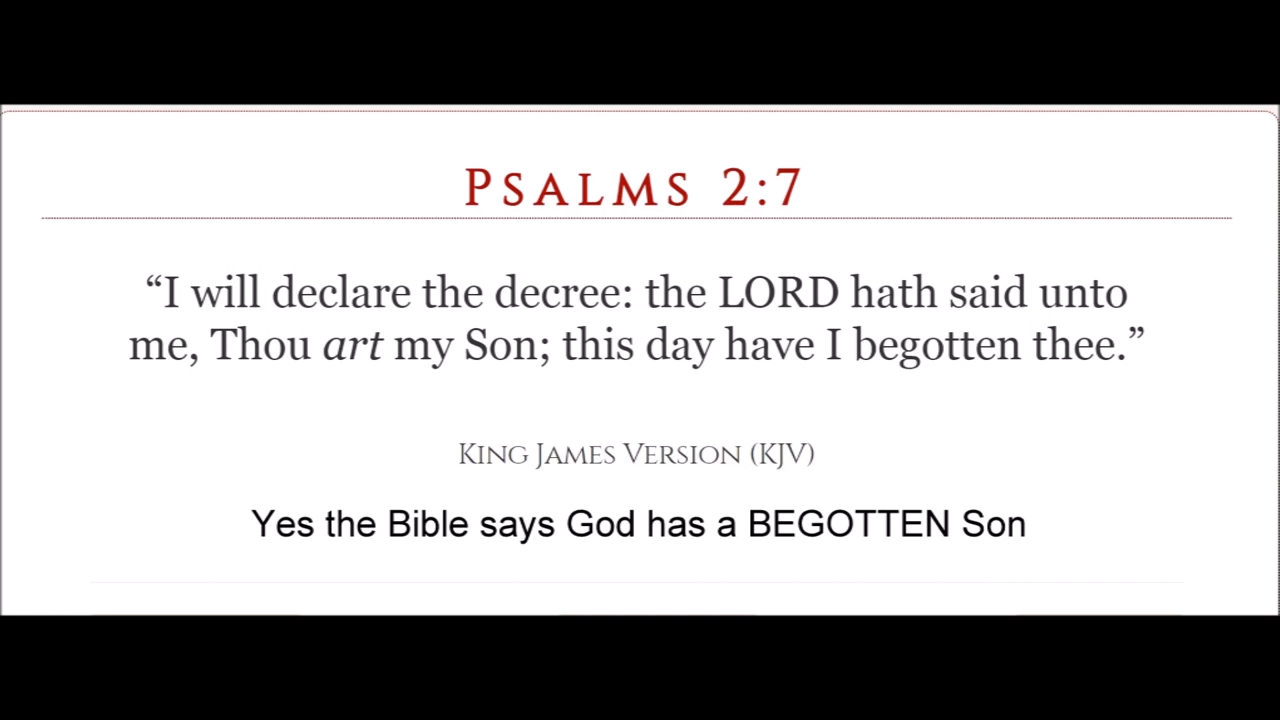 PSALMS 2:7
“I will declare the decree: the LORD hath said unto
me, Thou art my Son; this day have I begotten thee.”
KING JAMES VERSION (KJV)
Yes the Bible says God has a BEGOTTEN Son